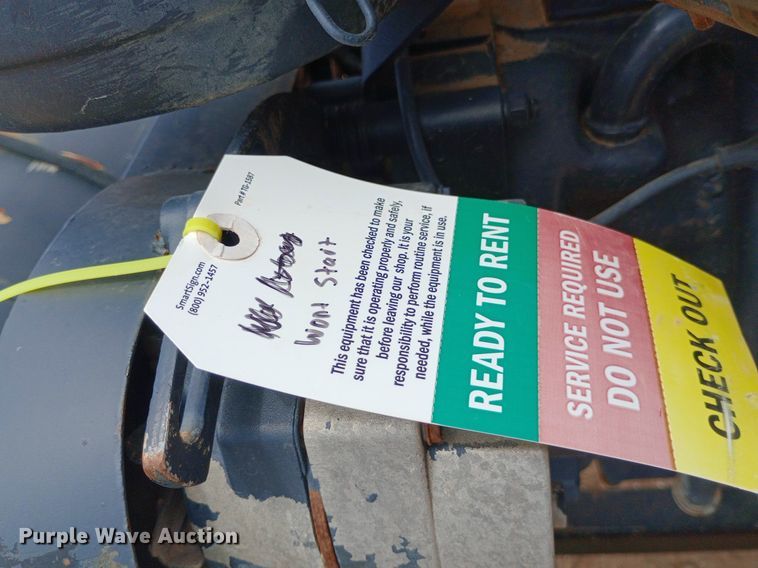 Part # TG-1587
SmartSign.com
(800) 952-1457
Wont Start
This equipment has been checked to make
sure that it is operating properly and safely,
before leaving our shop. It is your
responsibility to perform routine service, if
needed, while the equipment is in use.
READY TO RENT
SERVICE REQUIRED
DO NOT USE
CHECK OUT
Purple Wave Auction